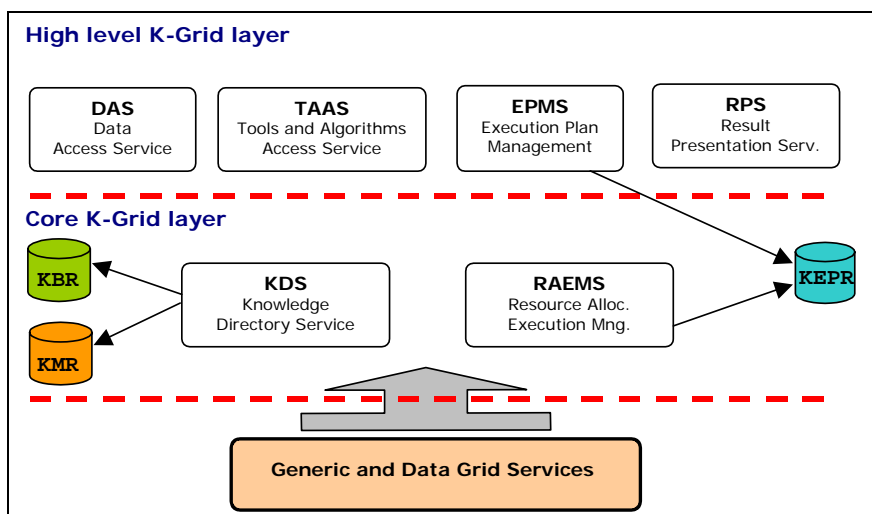 High level K-Grid layer
DAS
Data
Access Service
TAAS
Tools and Algorithms
Access Service
EPMS
Execution Plan
Management
RPS
Result
Presentation Serv.
Core K-Grid layer
KBR
KMR
KDS
Knowledge
Directory Service
RAEMS
Resource Alloc.
Execution Mng.
KEPR
Generic and Data Grid Services